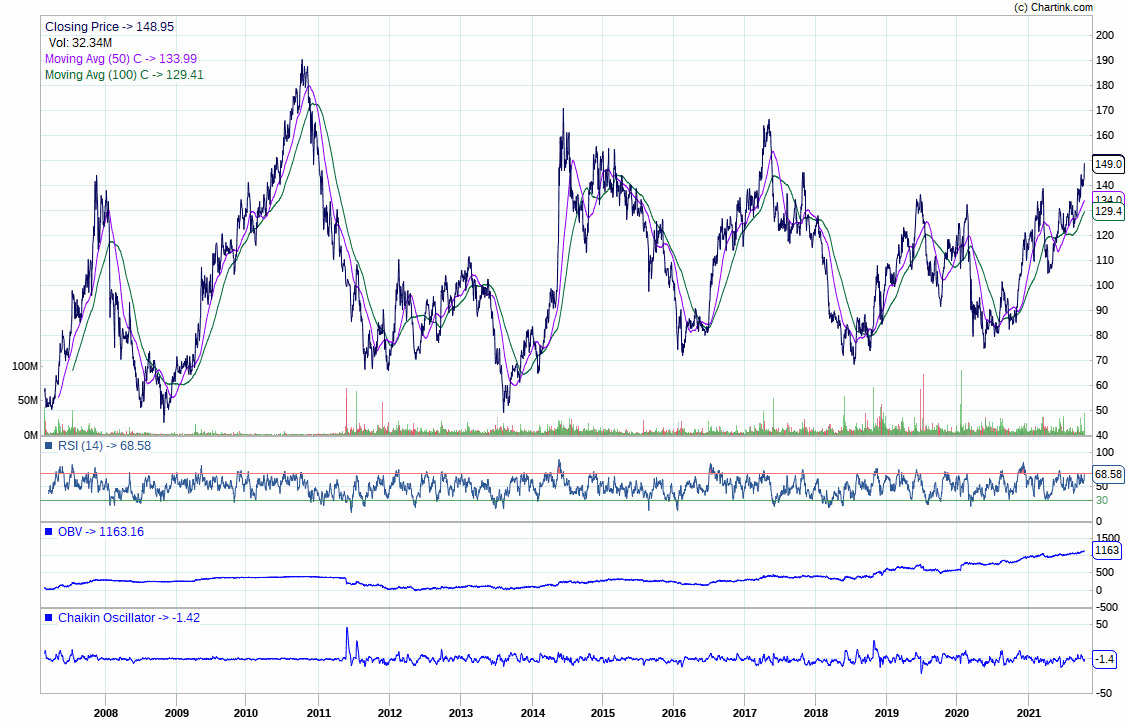 (c) Chartink.com
Closing Price -> 148.95
Vol: 32.34M
Moving Avg (50) C -> 133.99
Moving Avg (100) C -> 129.41
200
190
180
170
160
149.0
140
134.0
129.4
120
110
100
90
80
70
60
50
40
100M
50M
0M
RSI (14) -> 68.58
100
68.58
50
30
0
OBV -> 1163.16
1500
1163
500
0
-500
Chaikin Oscillator -> -1.42
50
-1.4
-50
2008 2009 2010 2011 2012 2013 2014 2015 2016 2017 2018 2019 2020 2021